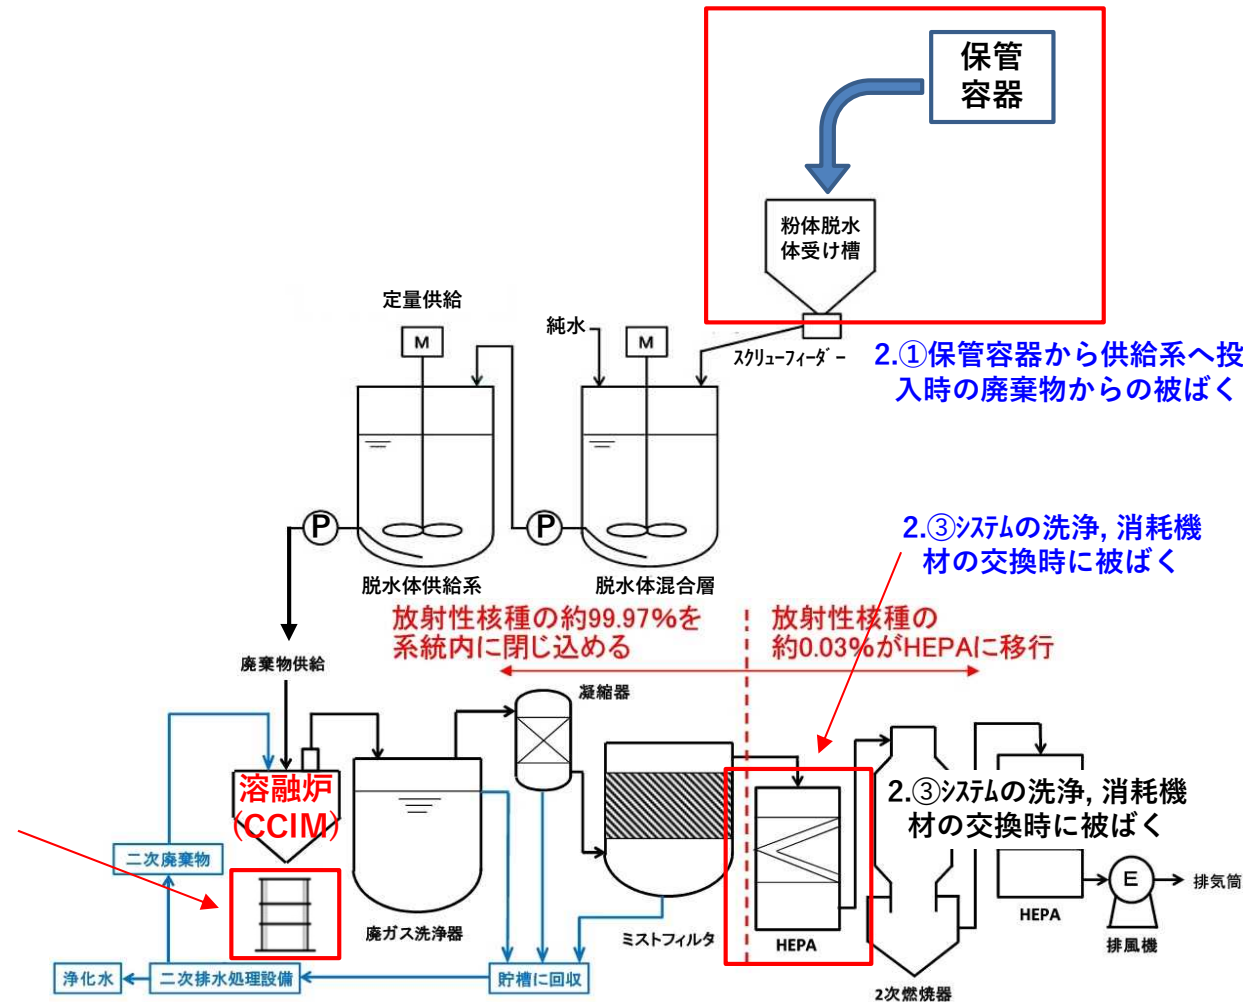 保管
容器
粉体脱水
体受け槽
定量供給
M
純水
M
スクリューフィーダー
2.①保管容器から供給系へ投
入時の廃棄物からの被ばく
P
P
2.③システムの洗浄, 消耗機
材の交換時に被ばく
脱水体供給系
脱水体混合層
放射性核種の約99.97%を
系統内に閉じ込める
放射性核種の
約0.03%がHEPAに移行
廃棄物供給
凝縮器
溶融炉
(CCIM)
2.③システムの洗浄, 消耗機
材の交換時に被ばく
二次廃棄物
E
排気筒
廃ガス洗浄器
ミストフィルタ
HEPA
HEPA
排風機
浄化水
二次排水処理設備
貯槽に回収
2次燃焼器